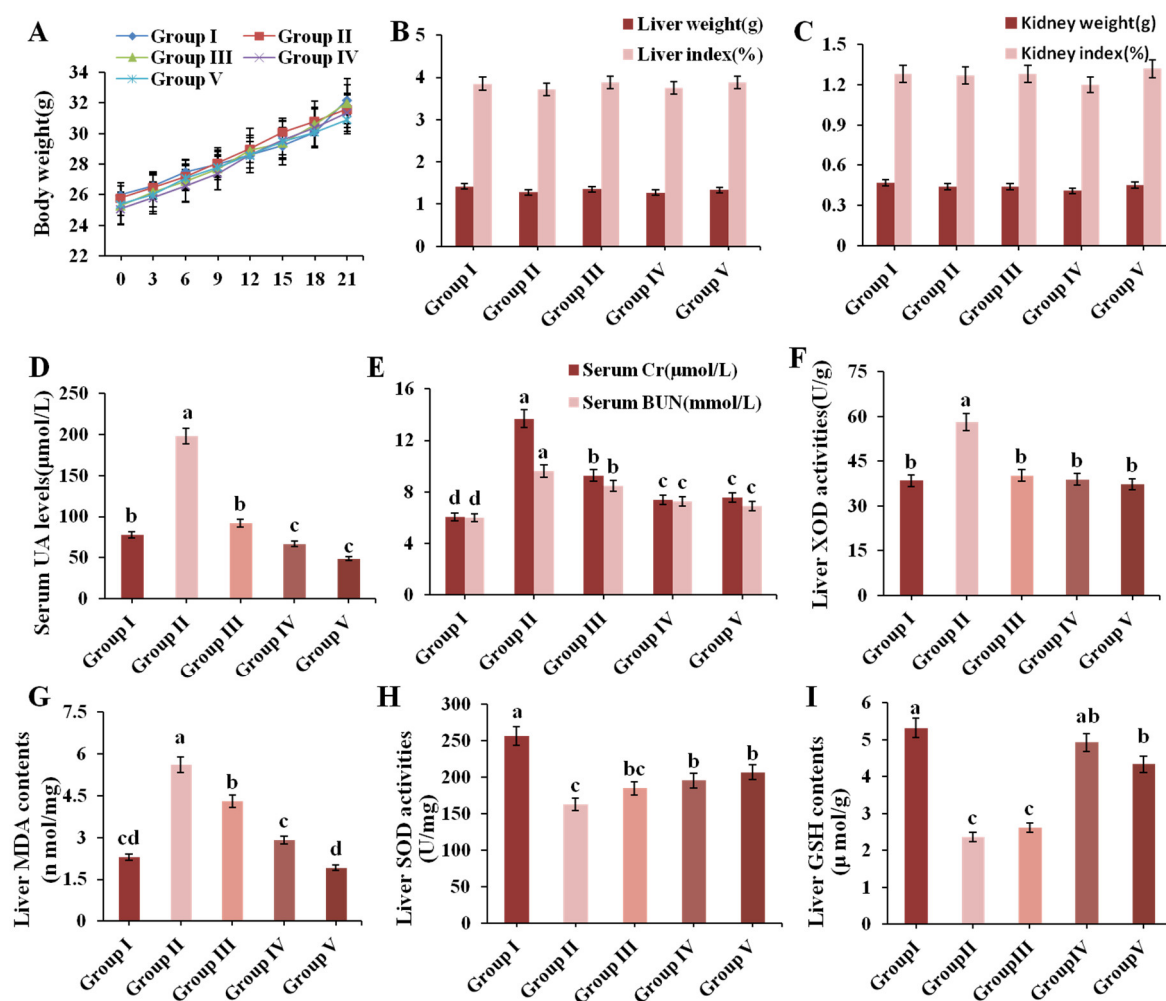 A
Group I
Group II
Group III
Group IV
Group V
Body weight(g)
34
32
30
28
26
24
22
0 3 6 9 12 15 18 21
B
Liver weight(g)
Liver index(%)
5
4
3
2
1
0
Group I
Group II
Group III
Group IV
Group V
C
Kidney weight(g)
Kidney index(%)
1.5
1.2
0.9
0.6
0.3
0
Group I
Group II
Group III
Group IV
Group V
D
Serum UA levels(μmol/L)
250
200
150
100
50
0
b a b c c
Group I
Group II
Group III
Group IV
Group V
E
Serum Cr(μmol/L)
Serum BUN(mmol/L)
16
12
8
4
0
d d a a b b c c c c
Group I
Group II
Group III
Group IV
Group V
F
Liver XOD activities(U/g)
75
60
45
30
15
0
b a b b b
Group I
Group II
Group III
Group IV
Group V
G
Liver MDA contents
(n mol/mg)
7.5
6
4.5
3
1.5
0
cd a b c d
Group I
Group II
Group III
Group IV
Group V
H
Liver SOD activities
(U/mg)
300
250
200
150
100
50
0
a c bc b b
Group I
Group II
Group III
Group IV
Group V
I
Liver GSH contents
(μ mol/g)
6
5
4
3
2
1
0
a c c ab b
GroupI
GroupII
GroupIII
GroupIV
Group V